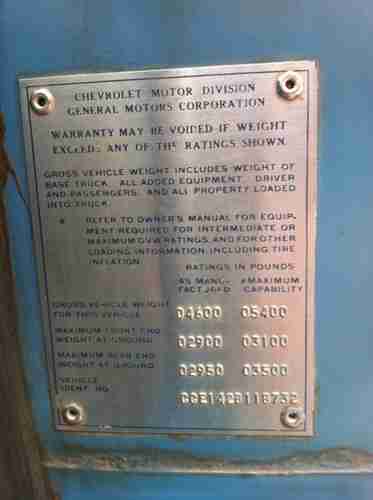 CHEVROLET MOTOR DIVISION
GENERAL MOTORS CORPORATION
WARRANTY MAY BE VOIDED IF WEIGHT
EXCEEDS ANY OF THE RATINGS SHOWN.
GROSS VEHICLE WEIGHT INCLUDES WEIGHT OF
BASE TRUCK, ALL ADDED EQUIPMENT, DRIVER
AND PASSENGERS, AND ALL PROPERTY LOADED
INTO TRUCK.
REFER TO OWNER'S MANUAL FOR EQUIP-
MENT REQUIRED FOR INTERMEDIATE OR
MAXIMUM GVW RATINGS, AND FOR OTHER
LOADING INFORMATION, INCLUDING TIRE
INFLATION.
RATINGS IN POUNDS
AS MANU- MAXIMUM
FACTURED CAPABILITY
GROSS VEHICLE WEIGHT
FOR THIS VEHICLE 04600 05400
MAXIMUM FRONT END
WEIGHT AT GROUND 02900 03100
MAXIMUM REAR END
WEIGHT AT GROUND 02950 03500
VEHICLE
IDENT. NO.